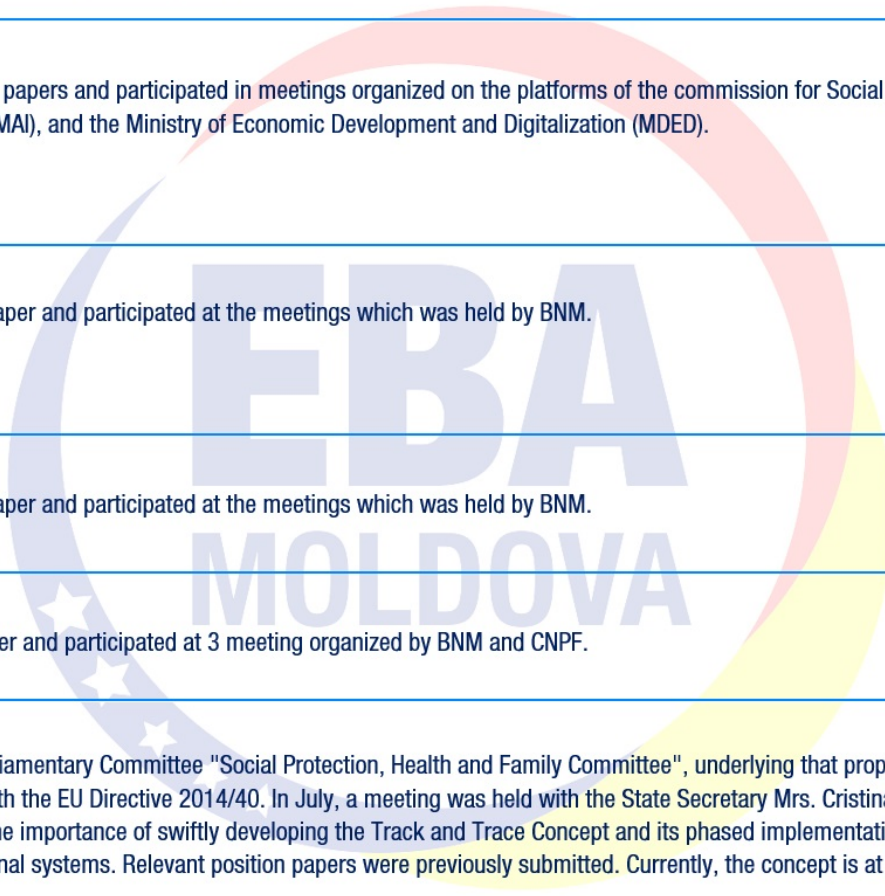 papers and participated in meetings organized on the platforms of the commission for Social
MAI), and the Ministry of Economic Development and Digitalization (MDED).
aper and participated at the meetings which was held by BNM.
EBA
aper and participated at the meetings which was held by BNM.
MOLDOVA
er and participated at 3 meeting organized by BNM and CNPF.
iamentary Committee "Social Protection, Health and Family Committee", underlying that prop
th the EU Directive 2014/40. In July, a meeting was held with the State Secretary Mrs. Cristina
he importance of swiftly developing the Track and Trace Concept and its phased implementati
nal systems. Relevant position papers were previously submitted. Currently, the concept is at